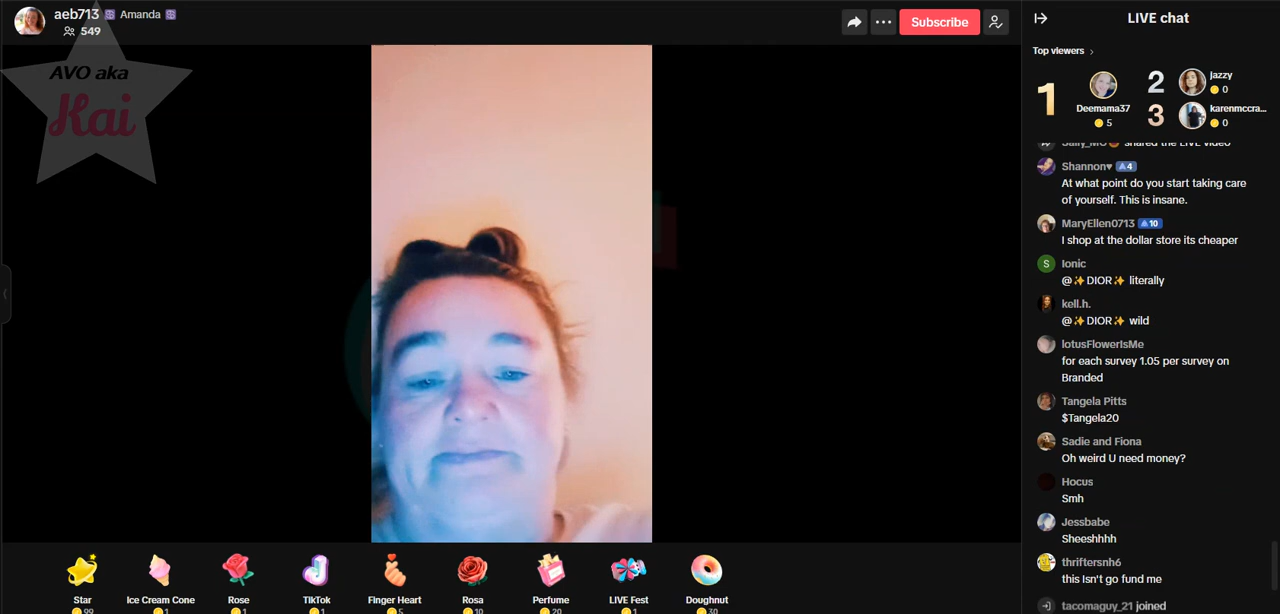 aeb713 Amanda
549
AVO aka
Kai
Subscribe
LIVE chat
Top viewers
1
Deemama37
5
2
jazzy
0
3
karenmccra...
0
Sally_MO shared the LIVE video
Shannon♥ 4
At what point do you start taking care
of yourself. This is insane.
MaryEllen0713 10
I shop at the dollar store its cheaper
S Ionic
@✨DIOR✨ literally
kell.h.
@✨DIOR✨ wild
lotusFlowerIsMe
for each survey 1.05 per survey on
Branded
Tangela Pitts
$Tangela20
Sadie and Fiona
Oh weird U need money?
Hocus
Smh
Jessbabe
Sheeshhhh
thriftersnh6
this Isn't go fund me
tacomaguy_21 joined
Star
99
Ice Cream Cone
1
Rose
1
TikTok
1
Finger Heart
5
Rosa
10
Perfume
20
LIVE Fest
1
Doughnut
30